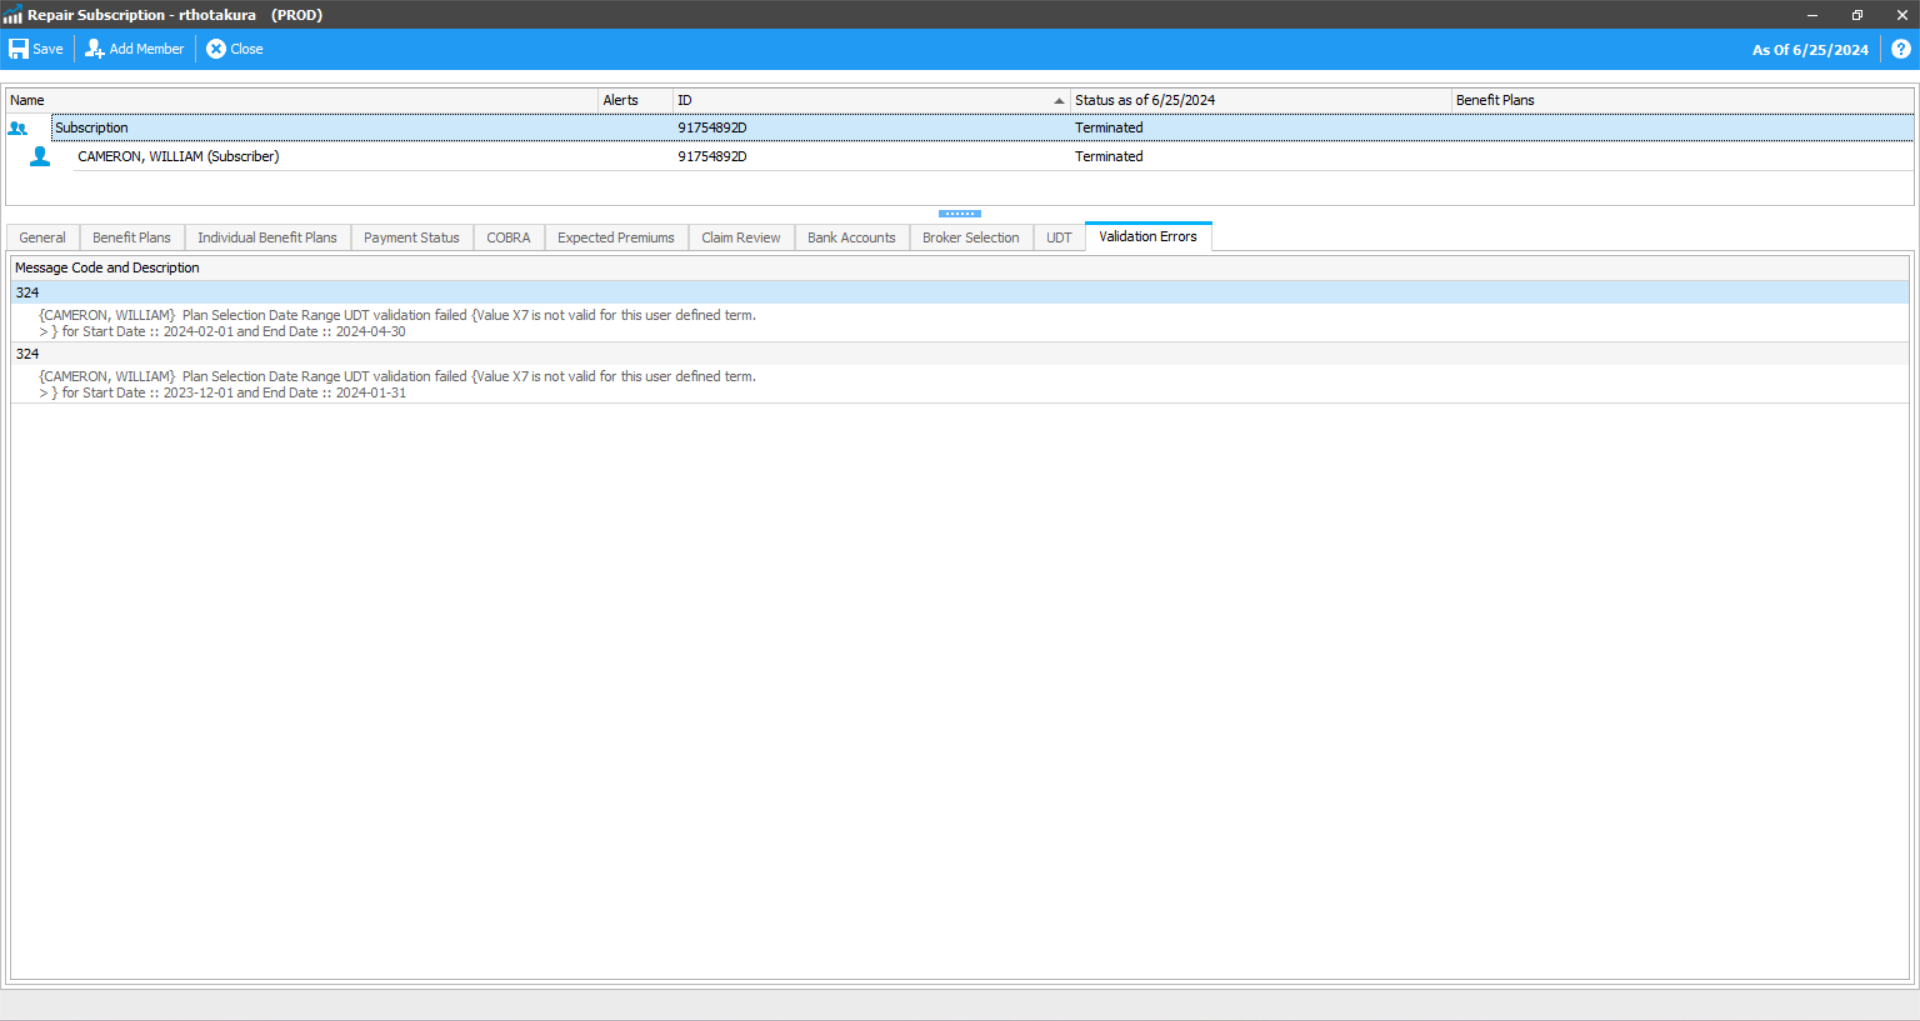 Repair Subscription - rthotakura (PROD)
Save Add Member Close As Of 6/25/2024 ?
Name Alerts ID Status as of 6/25/2024 Benefit Plans
Subscription 91754892D Terminated
CAMERON, WILLIAM (Subscriber) 91754892D Terminated
General Benefit Plans Individual Benefit Plans Payment Status COBRA Expected Premiums Claim Review Bank Accounts Broker Selection UDT Validation Errors
Message Code and Description
324
{CAMERON, WILLIAM} Plan Selection Date Range UDT validation failed {Value X7 is not valid for this user defined term.
> } for Start Date :: 2024-02-01 and End Date :: 2024-04-30
324
{CAMERON, WILLIAM} Plan Selection Date Range UDT validation failed {Value X7 is not valid for this user defined term.
> } for Start Date :: 2023-12-01 and End Date :: 2024-01-31